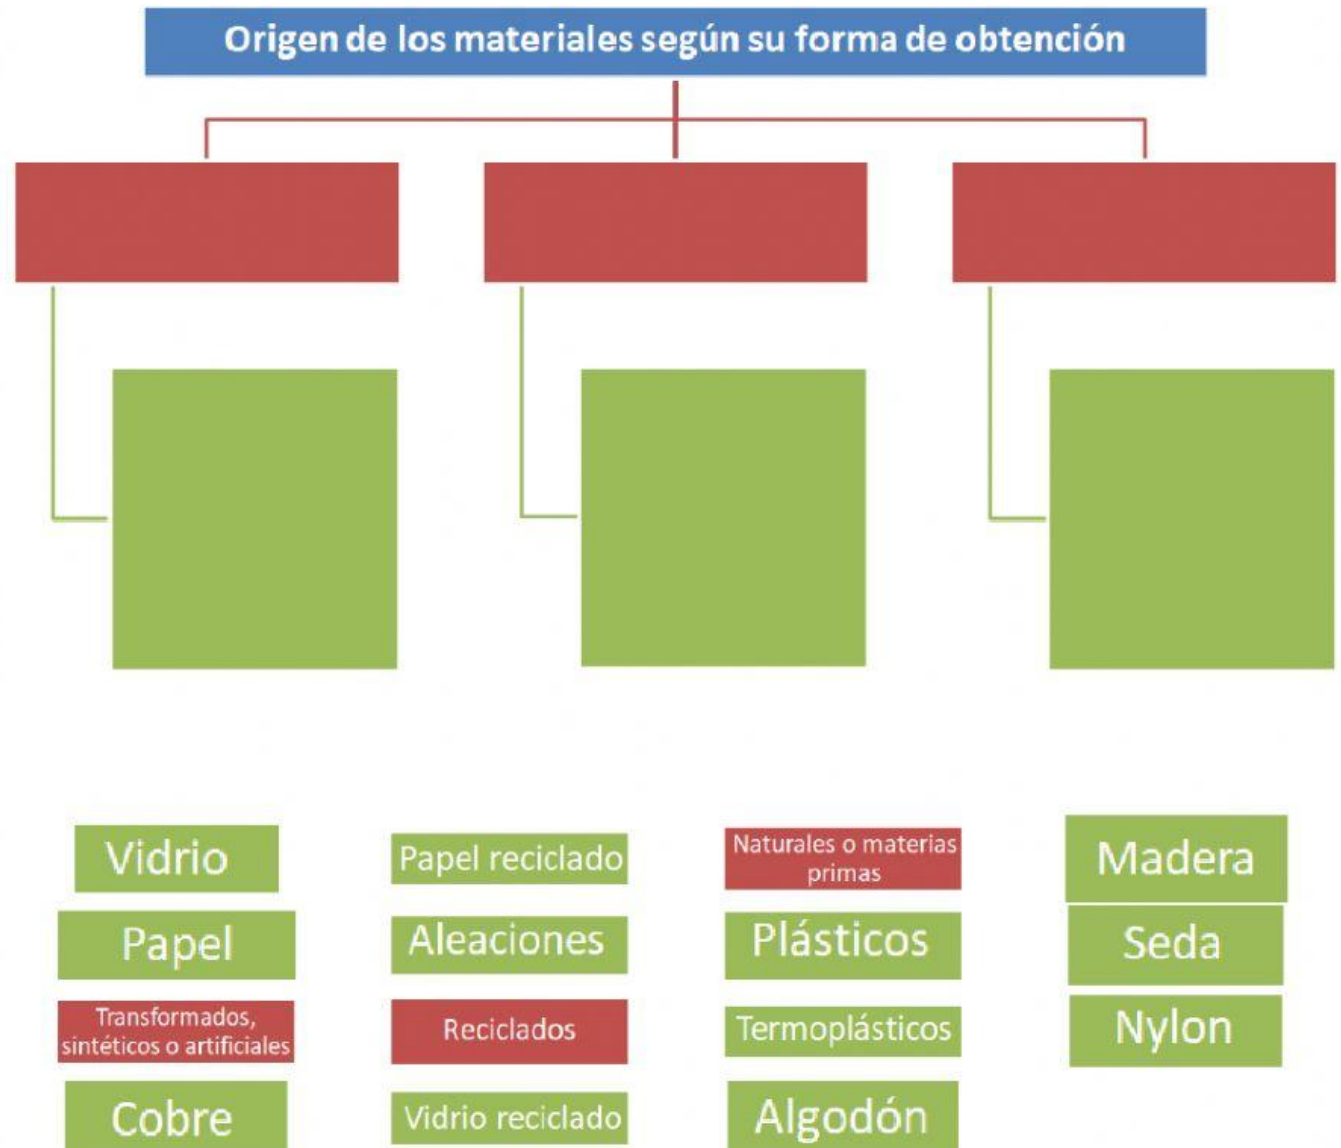 Origen de los materiales según su forma de obtención
Vidrio
Papel reciclado
Naturales o materias
primas
Madera
Papel
Aleaciones
Plásticos
Seda
Transformados,
sintéticos o artificiales
Reciclados
Termoplásticos
Nylon
Cobre
Vidrio reciclado
Algodón